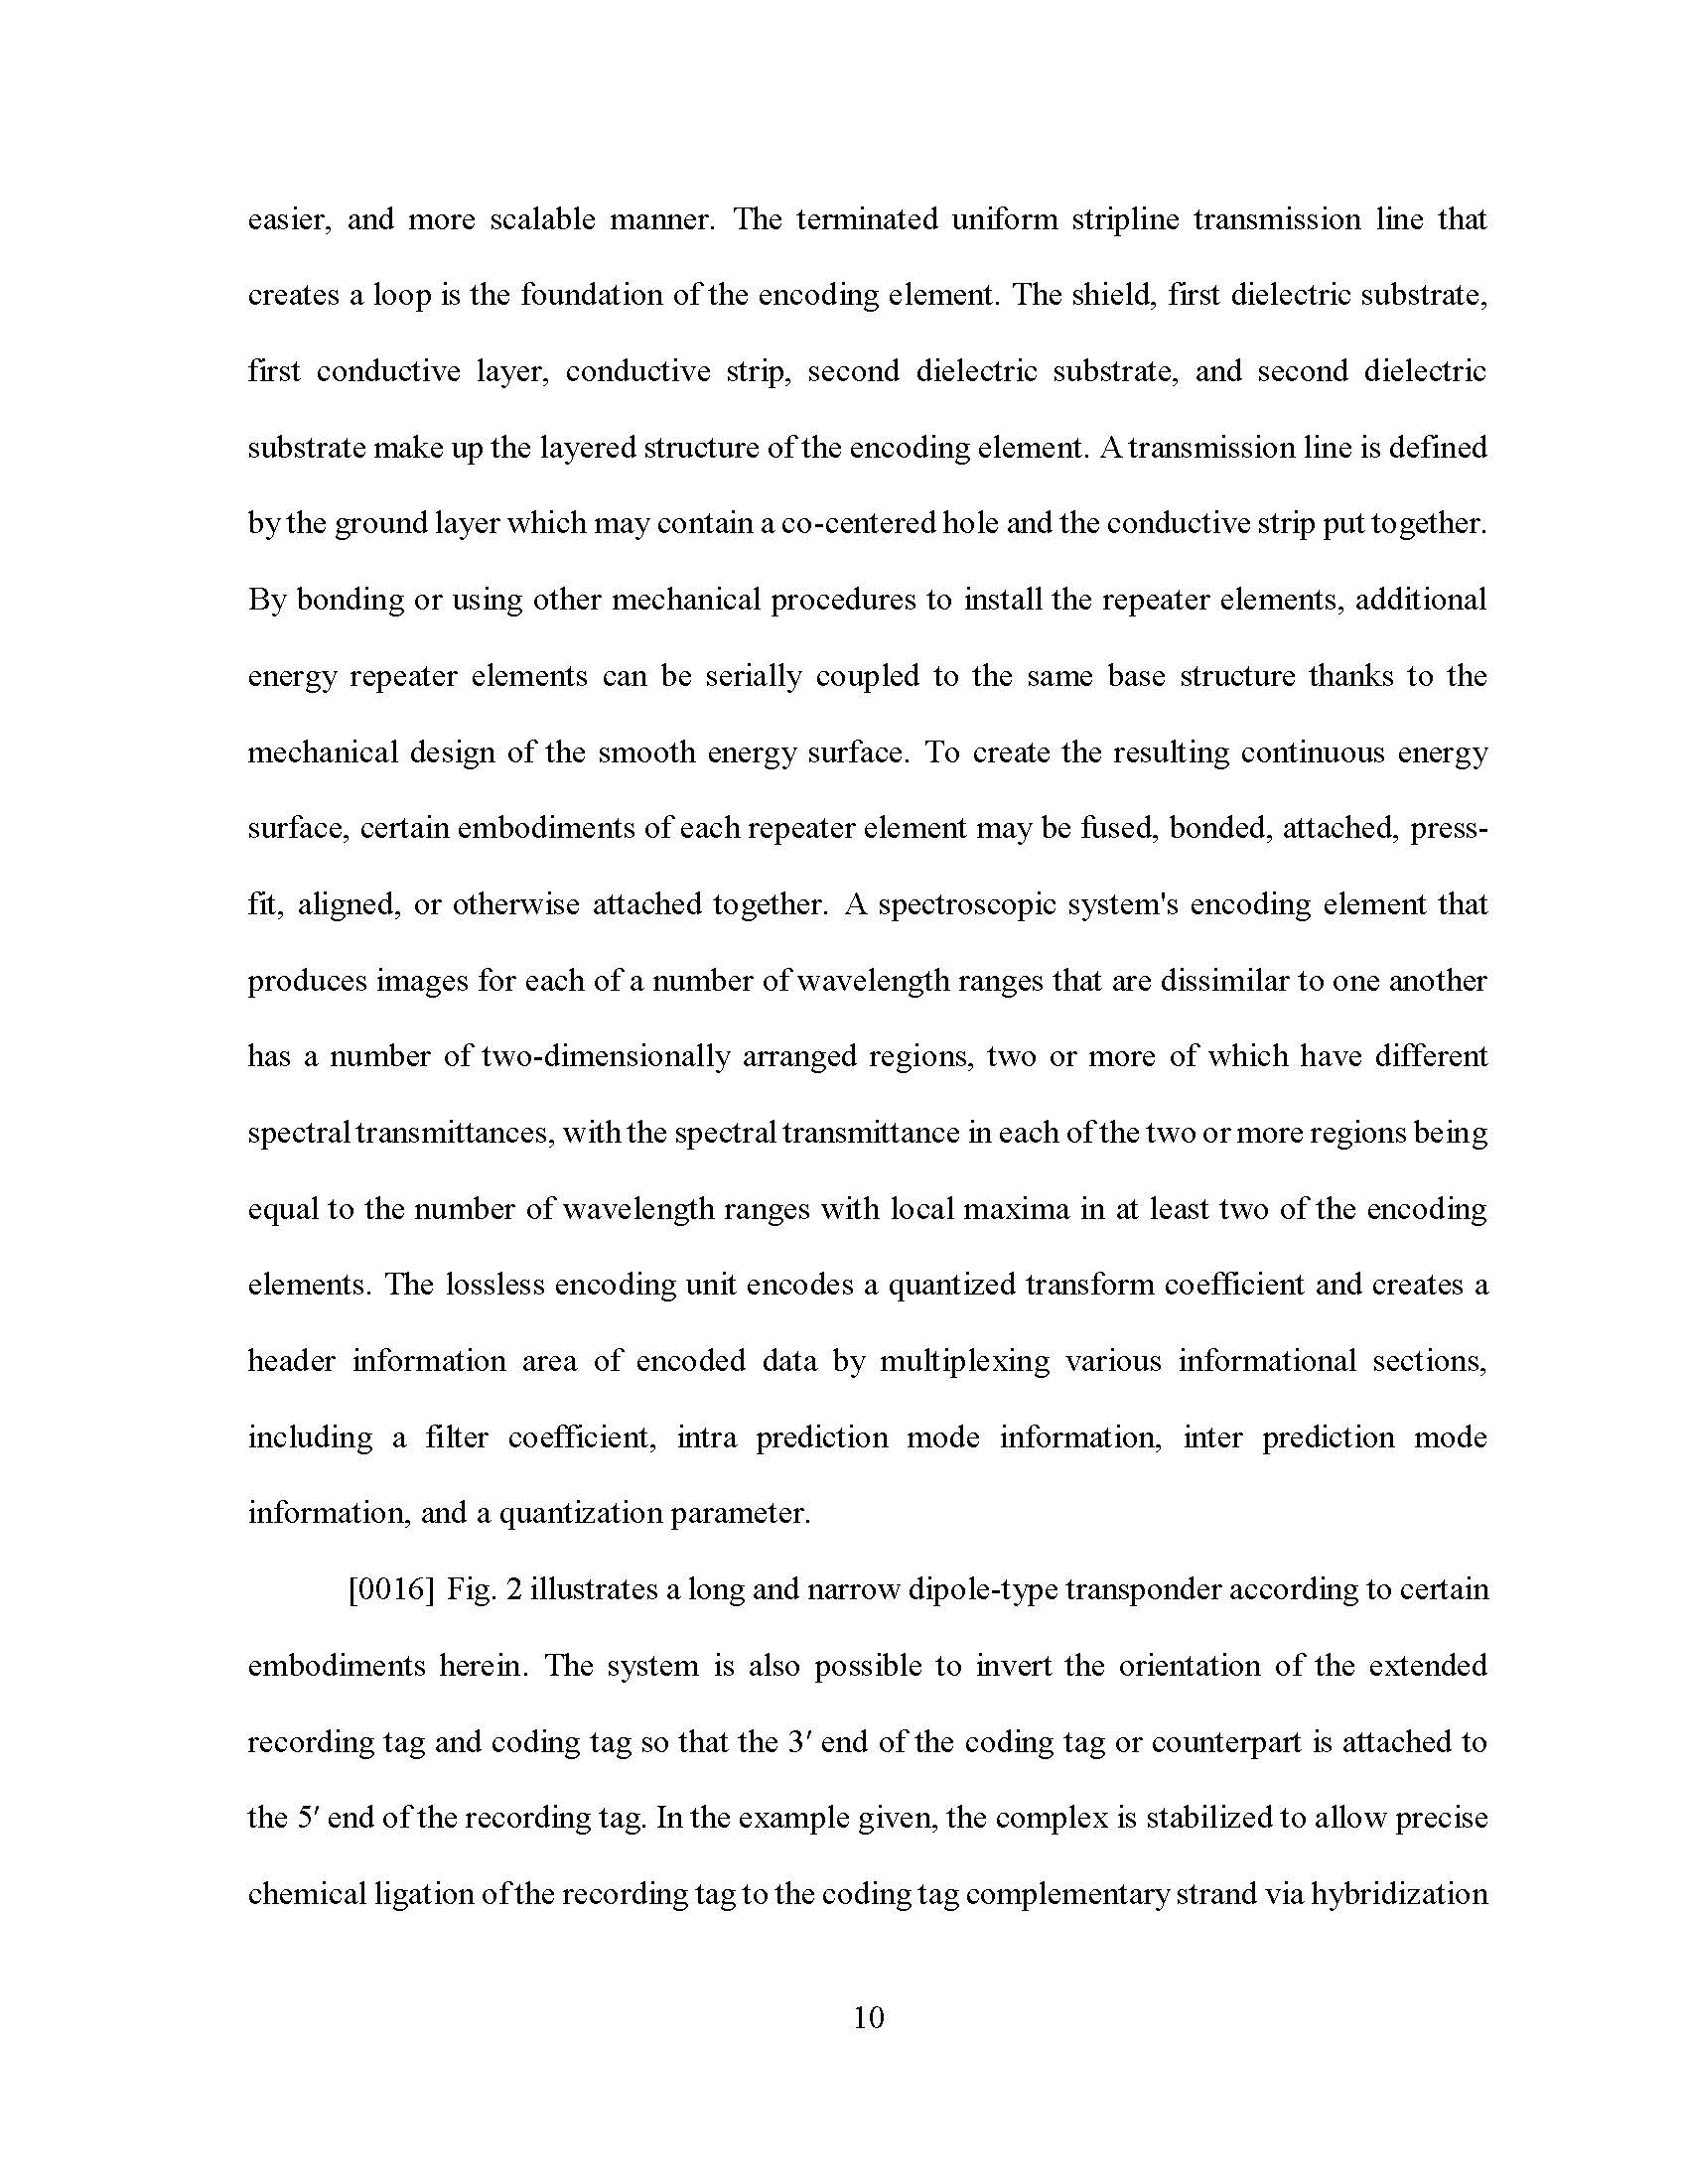 easier, and more scalable manner. The terminated uniform stripline transmission line that
creates a loop is the foundation of the encoding element. The shield, first dielectric substrate,
first conductive layer, conductive strip, second dielectric substrate, and second dielectric
substrate make up the layered structure of the encoding element. A transmission line is defined
by the ground layer which may contain a co-centered hole and the conductive strip put together.
By bonding or using other mechanical procedures to install the repeater elements, additional
energy repeater elements can be serially coupled to the same base structure thanks to the
mechanical design of the smooth energy surface. To create the resulting continuous energy
surface, certain embodiments of each repeater element may be fused, bonded, attached, press-
fit, aligned, or otherwise attached together. A spectroscopic system's encoding element that
produces images for each of a number of wavelength ranges that are dissimilar to one another
has a number of two-dimensionally arranged regions, two or more of which have different
spectral transmittances, with the spectral transmittance in each of the two or more regions being
equal to the number of wavelength ranges with local maxima in at least two of the encoding
elements. The lossless encoding unit encodes a quantized transform coefficient and creates a
header information area of encoded data by multiplexing various informational sections,
including a filter coefficient, intra prediction mode information, inter prediction mode
information, and a quantization parameter.
[0016] Fig. 2 illustrates a long and narrow dipole-type transponder according to certain
embodiments herein. The system is also possible to invert the orientation of the extended
recording tag and coding tag so that the 3′ end of the coding tag or counterpart is attached to
the 5′ end of the recording tag. In the example given, the complex is stabilized to allow precise
chemical ligation of the recording tag to the coding tag complementary strand via hybridization
10